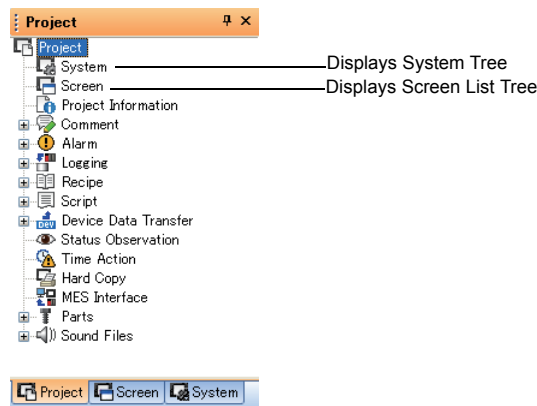 Project
Project
System
Displays System Tree
Screen
Displays Screen List Tree
Project Information
Comment
Alarm
Logging
Recipe
Script
DEV
Device Data Transfer
Status Observation
Time Action
Hard Copy
MES Interface
Parts
Sound Files
Project Screen System